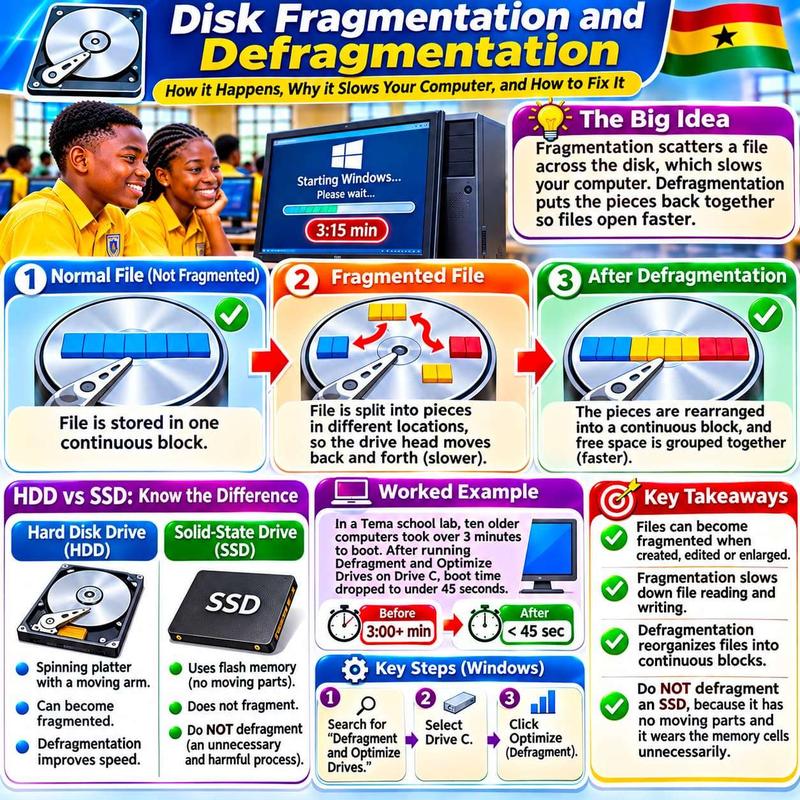 Disk Fragmentation and
Defragmentation
How it Happens, Why it Slows Your Computer, and How to Fix It
Starting Windows...
Please wait...
3:15 min
The Big Idea
Fragmentation scatters a file
across the disk, which slows
your computer. Defragmentation
puts the pieces back together
so files open faster.
1 Normal File (Not Fragmented)
File is stored in one
continuous block.
2 Fragmented File
File is split into pieces
in different locations,
so the drive head moves
back and forth (slower).
3 After Defragmentation
The pieces are rearranged
into a continuous block, and
free space is grouped together
(faster).
HDD vs SSD: Know the Difference
Hard Disk Drive
(HDD)
Spinning platter
with a moving arm.
Can become
fragmented.
Defragmentation
improves speed.
Solid-State Drive
(SSD)
SSD
Uses flash memory
(no moving parts).
Does not fragment.
Do NOT defragment
(an unnecessary
and harmful process).
Worked Example
In a Tema school lab, ten older
computers took over 3 minutes
to boot. After running
Defragment and Optimize
Drives on Drive C, boot time
dropped to under 45 seconds.
Before
3:00+ min
After
< 45 sec
Key Steps (Windows)
1
Search for
"Defragment
and Optimize
Drives."
2
Select
Drive C.
3
Click
Optimize
(Defragment).
Key Takeaways
Files can become
fragmented when
created, edited or enlarged.
Fragmentation slows
down file reading and
writing.
Defragmentation
reorganizes files into
continuous blocks.
Do NOT defragment
an SSD, because it has
no moving parts and
it wears the memory cells
unnecessarily.